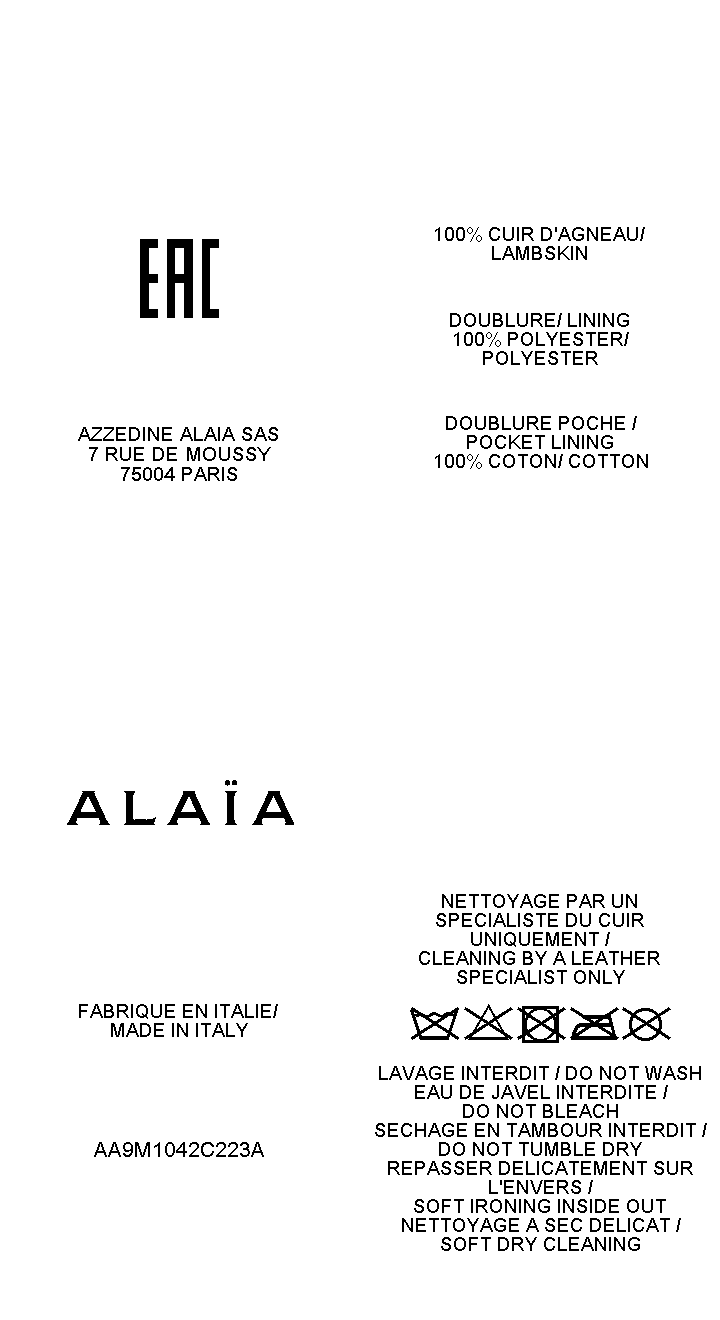 EAC
AZZEDINE ALAIA SAS
7 RUE DE MOUSSY
75004 PARIS
100% CUIR D'AGNEAU/
LAMBSKIN
DOUBLURE/ LINING
100% POLYESTER/
POLYESTER
DOUBLURE POCHE /
POCKET LINING
100% COTON/ COTTON
ALAÏA
FABRIQUE EN ITALIE/
MADE IN ITALY
AA9M1042C223A
NETTOYAGE PAR UN
SPECIALISTE DU CUIR
UNIQUEMENT /
CLEANING BY A LEATHER
SPECIALIST ONLY
LAVAGE INTERDIT / DO NOT WASH
EAU DE JAVEL INTERDITE /
DO NOT BLEACH
SECHAGE EN TAMBOUR INTERDIT /
DO NOT TUMBLE DRY
REPASSER DELICATEMENT SUR
L'ENVERS /
SOFT IRONING INSIDE OUT
NETTOYAGE A SEC DELICAT /
SOFT DRY CLEANING